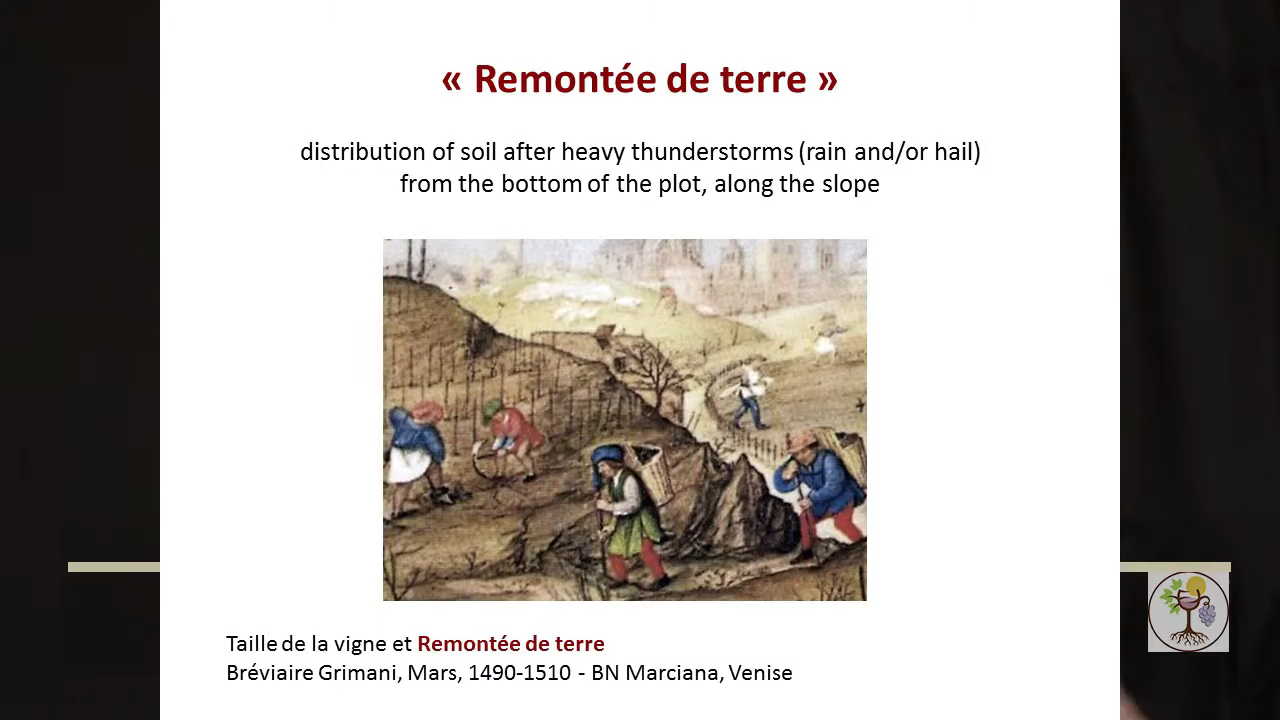 « Remontée de terre »
distribution of soil after heavy thunderstorms (rain and/or hail)
from the bottom of the plot, along the slope
Taille de la vigne et Remontée de terre
Bréviaire Grimani, Mars, 1490-1510 - BN Marciana, Venise